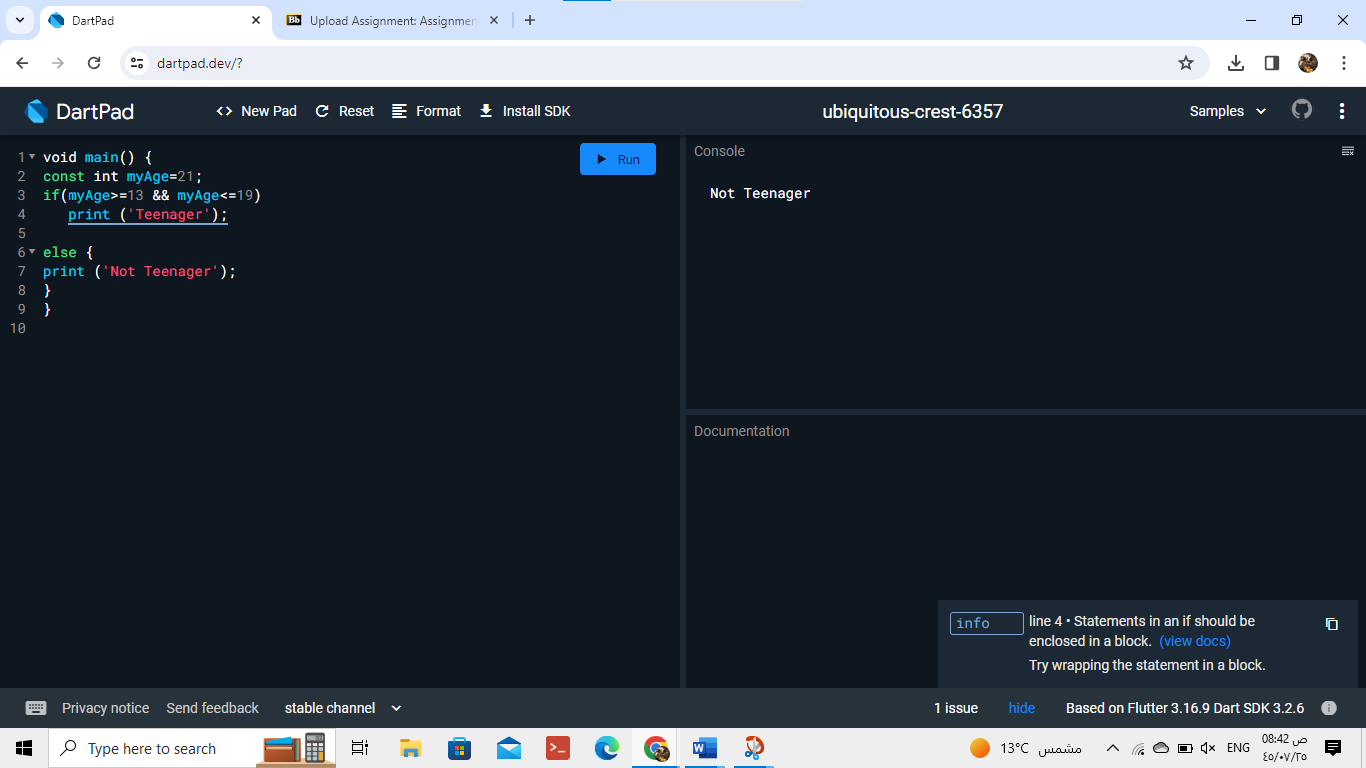 DartPad
Bb Upload Assignment: Assignmen
dartpad.dev/?
DartPad
<> New Pad
Reset
Format
Install SDK
ubiquitous-crest-6357
Samples
1 void main() {
2 const int myAge=21;
3 if(myAge>=13 && myAge<=19)
4 print ('Teenager');
5
6 else {
7 print ('Not Teenager');
8 }
9 }
10
Run
Console
Not Teenager
Documentation
info
line 4 • Statements in an if should be
enclosed in a block. (view docs)
Try wrapping the statement in a block.
Privacy notice
Send feedback
stable channel
1 issue
hide
Based on Flutter 3.16.9 Dart SDK 3.2.6
Type here to search
W
13°C مشمس
ENG
08:42 ص
٤٥/٠٧/٢٥